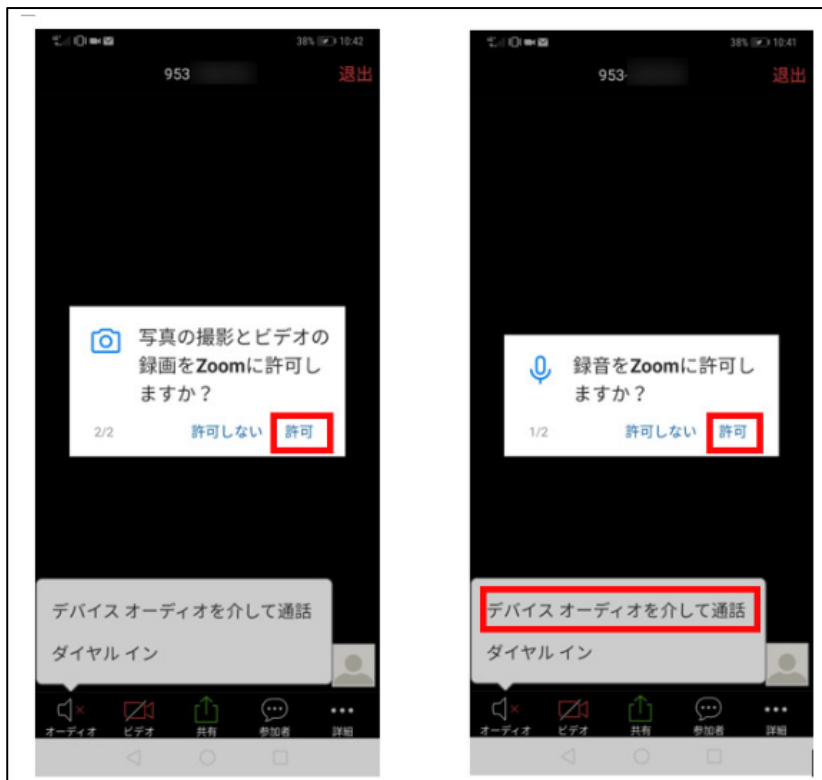 38% 10:42
953
退出
写真の撮影とビデオの
録画をZoomに許可し
ますか？
2/2 許可しない 許可
デバイス オーディオを介して通話
ダイヤル イン
オーディオ ビデオ 共有 参加者 詳細
38% 10:41
953-
退出
録音をZoomに許可し
ますか？
1/2 許可しない 許可
デバイス オーディオを介して通話
ダイヤル イン
オーディオ ビデオ 共有 参加者 詳細